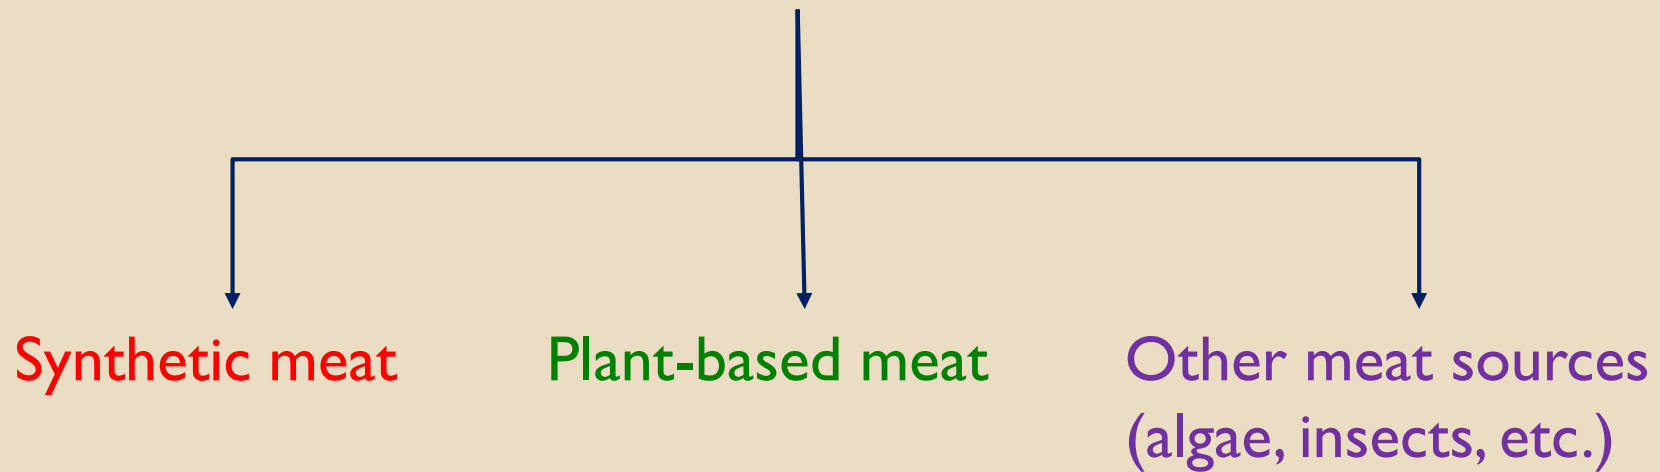 Synthetic meat
Plant-based meat
Other meat sources
(algae, insects, etc.)